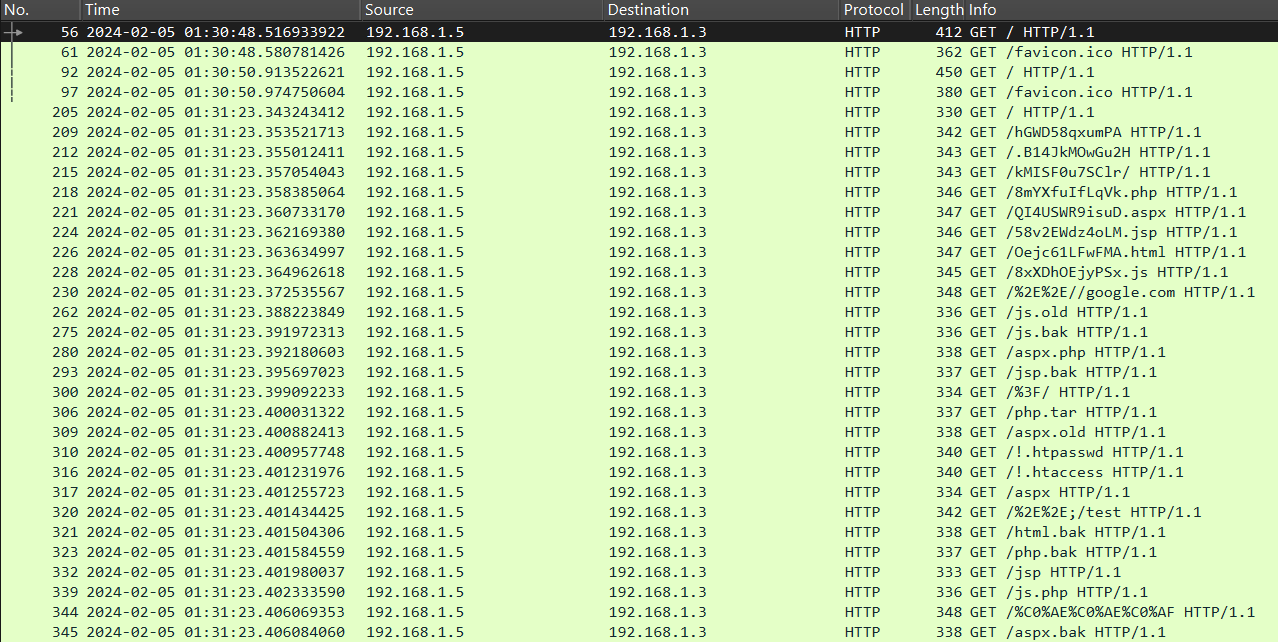 No. Time Source Destination Protocol Length Info
56 2024-02-05 01:30:48.516933922 192.168.1.5 192.168.1.3 HTTP 412 GET / HTTP/1.1
61 2024-02-05 01:30:48.580781426 192.168.1.5 192.168.1.3 HTTP 362 GET /favicon.ico HTTP/1.1
92 2024-02-05 01:30:50.913522621 192.168.1.5 192.168.1.3 HTTP 450 GET / HTTP/1.1
97 2024-02-05 01:30:50.974750604 192.168.1.5 192.168.1.3 HTTP 380 GET /favicon.ico HTTP/1.1
205 2024-02-05 01:31:23.343243412 192.168.1.5 192.168.1.3 HTTP 330 GET / HTTP/1.1
209 2024-02-05 01:31:23.353521713 192.168.1.5 192.168.1.3 HTTP 342 GET /hGWD58qxumPA HTTP/1.1
212 2024-02-05 01:31:23.355012411 192.168.1.5 192.168.1.3 HTTP 343 GET /.B14JkMOwGu2H HTTP/1.1
215 2024-02-05 01:31:23.357054043 192.168.1.5 192.168.1.3 HTTP 343 GET /kMISF0u7SClr/ HTTP/1.1
218 2024-02-05 01:31:23.358385064 192.168.1.5 192.168.1.3 HTTP 346 GET /8mYXfuIfLqVk.php HTTP/1.1
221 2024-02-05 01:31:23.360733170 192.168.1.5 192.168.1.3 HTTP 347 GET /QI4USWR9isuD.aspx HTTP/1.1
224 2024-02-05 01:31:23.362169380 192.168.1.5 192.168.1.3 HTTP 346 GET /58v2EWdz4oLM.jsp HTTP/1.1
226 2024-02-05 01:31:23.363634997 192.168.1.5 192.168.1.3 HTTP 347 GET /Oejc61LFwFMA.html HTTP/1.1
228 2024-02-05 01:31:23.364962618 192.168.1.5 192.168.1.3 HTTP 345 GET /8xXDhOEjyPSx.js HTTP/1.1
230 2024-02-05 01:31:23.372535567 192.168.1.5 192.168.1.3 HTTP 348 GET /%2E%2E//google.com HTTP/1.1
262 2024-02-05 01:31:23.388223849 192.168.1.5 192.168.1.3 HTTP 336 GET /js.old HTTP/1.1
275 2024-02-05 01:31:23.391972313 192.168.1.5 192.168.1.3 HTTP 336 GET /js.bak HTTP/1.1
280 2024-02-05 01:31:23.392180603 192.168.1.5 192.168.1.3 HTTP 338 GET /aspx.php HTTP/1.1
293 2024-02-05 01:31:23.395697023 192.168.1.5 192.168.1.3 HTTP 337 GET /jsp.bak HTTP/1.1
300 2024-02-05 01:31:23.399092233 192.168.1.5 192.168.1.3 HTTP 334 GET /%3F/ HTTP/1.1
306 2024-02-05 01:31:23.400031322 192.168.1.5 192.168.1.3 HTTP 337 GET /php.tar HTTP/1.1
309 2024-02-05 01:31:23.400882413 192.168.1.5 192.168.1.3 HTTP 338 GET /aspx.old HTTP/1.1
310 2024-02-05 01:31:23.400957748 192.168.1.5 192.168.1.3 HTTP 340 GET /!.htpasswd HTTP/1.1
316 2024-02-05 01:31:23.401231976 192.168.1.5 192.168.1.3 HTTP 340 GET /!.htaccess HTTP/1.1
317 2024-02-05 01:31:23.401255723 192.168.1.5 192.168.1.3 HTTP 334 GET /aspx HTTP/1.1
320 2024-02-05 01:31:23.401434425 192.168.1.5 192.168.1.3 HTTP 342 GET /%2E%2E;/test HTTP/1.1
321 2024-02-05 01:31:23.401504306 192.168.1.5 192.168.1.3 HTTP 338 GET /html.bak HTTP/1.1
323 2024-02-05 01:31:23.401584559 192.168.1.5 192.168.1.3 HTTP 337 GET /php.bak HTTP/1.1
332 2024-02-05 01:31:23.401980037 192.168.1.5 192.168.1.3 HTTP 333 GET /jsp HTTP/1.1
339 2024-02-05 01:31:23.402333590 192.168.1.5 192.168.1.3 HTTP 336 GET /js.php HTTP/1.1
344 2024-02-05 01:31:23.406069353 192.168.1.5 192.168.1.3 HTTP 348 GET /%C0%AE%C0%AE%C0%AF HTTP/1.1
345 2024-02-05 01:31:23.406084060 192.168.1.5 192.168.1.3 HTTP 338 GET /aspx.bak HTTP/1.1